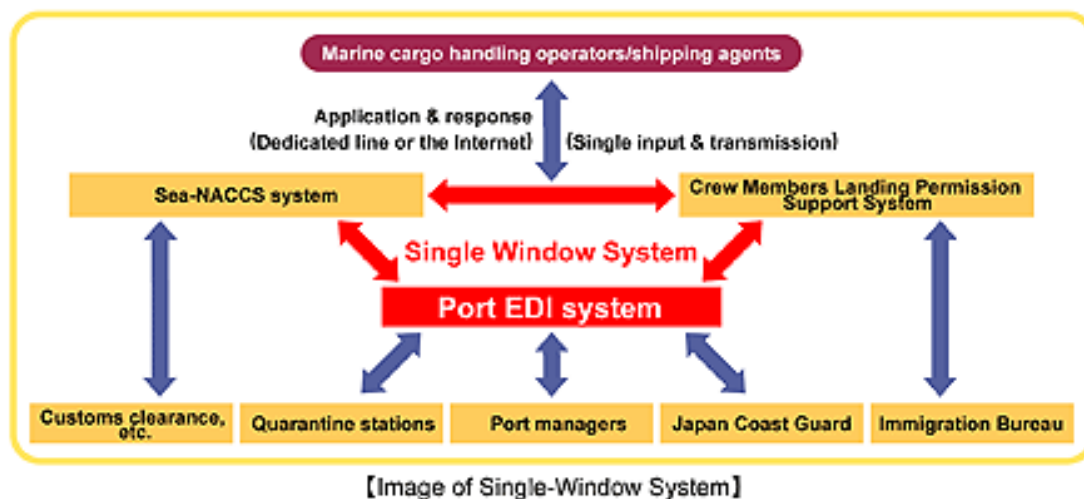 Marine cargo handling operators/shipping agents
Application & response
(Dedicated line or the Internet)
(Single input & transmission)
Sea-NACCS system
Crew Members Landing Permission
Support System
Single Window System
Port EDI system
Customs clearance,
etc.
Quarantine stations
Port managers
Japan Coast Guard
Immigration Bureau
【Image of Single-Window System】